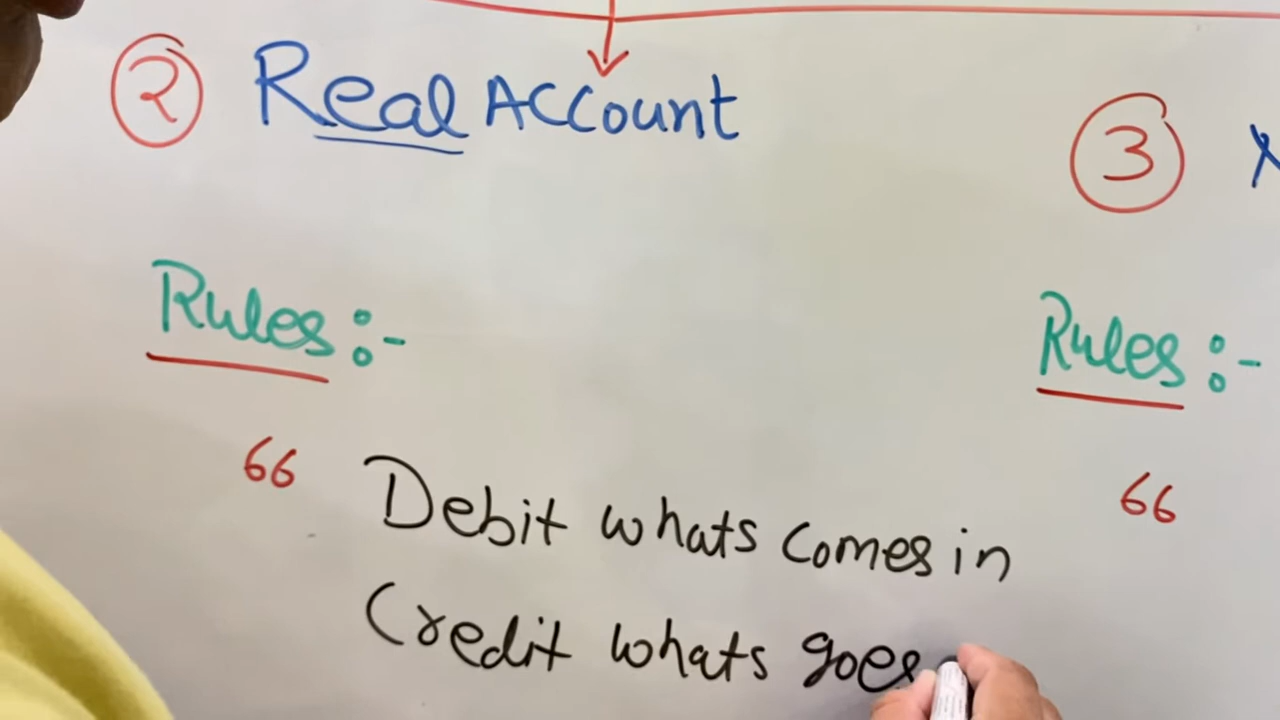 2 Real Account
Rules :-
66 Debit whats comes in
Credit whats goes
3
Rules :-
66